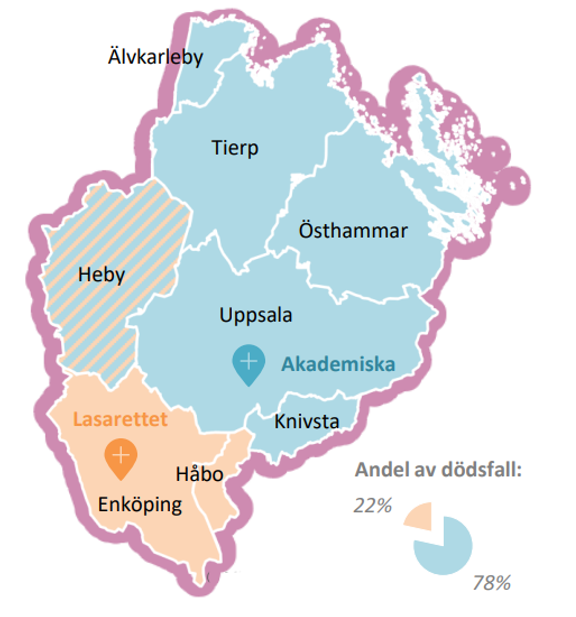 Älvkarleby
Tierp
Östhammar
Heby
Uppsala
Akademiska
Knivsta
Lasarettet
Håbo
Enköping
Andel av dödsfall:
22%
78%